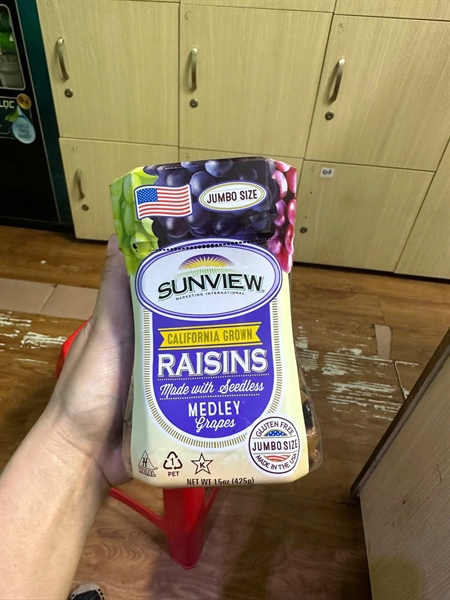 JUMBO SIZE
SUNVIEW
MARKETING INTERNATIONAL
CALIFORNIA GROWN
RAISINS
Made with Seedless
MEDLEY
Grapes
GLUTEN FREE
JUMBO SIZE
MADE IN THE USA
H
1
PET
K
NET WT 15oz (425g)